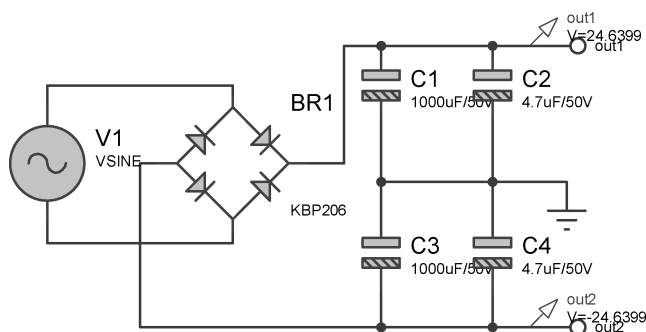 out1
V=24.6399
out1
BR1
C1
C2
1000uF/50V
4.7uF/50V
V1
VSINE
KBP206
C3
C4
1000uF/50V
4.7uF/50V
out2
V=-24.6399
out2